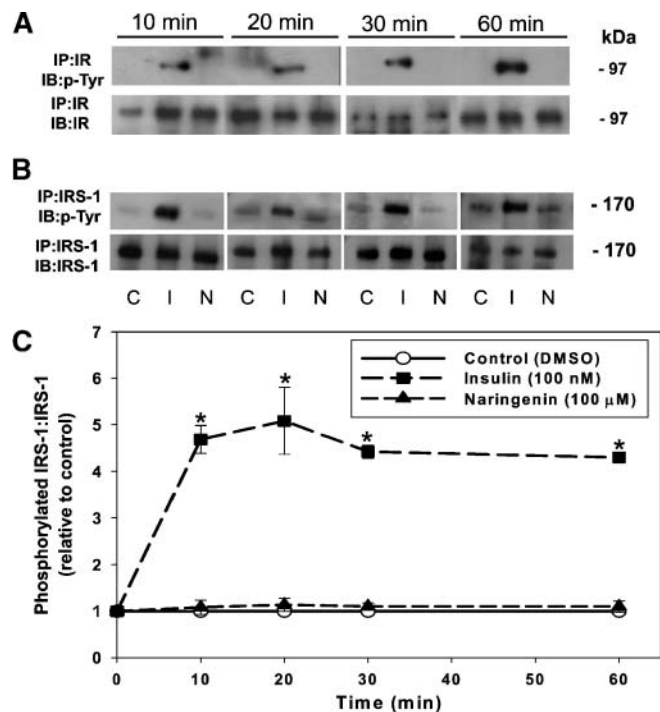 A
10 min 20 min 30 min 60 min
kDa
IP:IR
IB:p-Tyr
- 97
IP:IR
IB:IR
- 97
B
IP:IRS-1
IB:p-Tyr
- 170
IP:IRS-1
IB:IRS-1
- 170
C I N C I N C I N C I N
C
Phosphorylated IRS-1:IRS-1
(relative to control)
7
6
5
4
3
2
1
0
Control (DMSO)
Insulin (100 nM)
Naringenin (100 μM)
* * * *
0 10 20 30 40 50 60
Time (min)